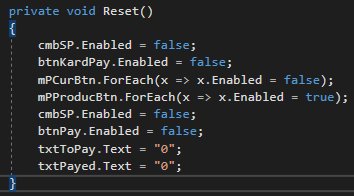 private void Reset()
{
cmbSP.Enabled = false;
btnKardPay.Enabled = false;
mPCurBtn.ForEach(x => x.Enabled = false);
mPProducBtn.ForEach(x => x.Enabled = true);
cmbSP.Enabled = false;
btnPay.Enabled = false;
txtToPay.Text = "0";
txtPayed.Text = "0";
}